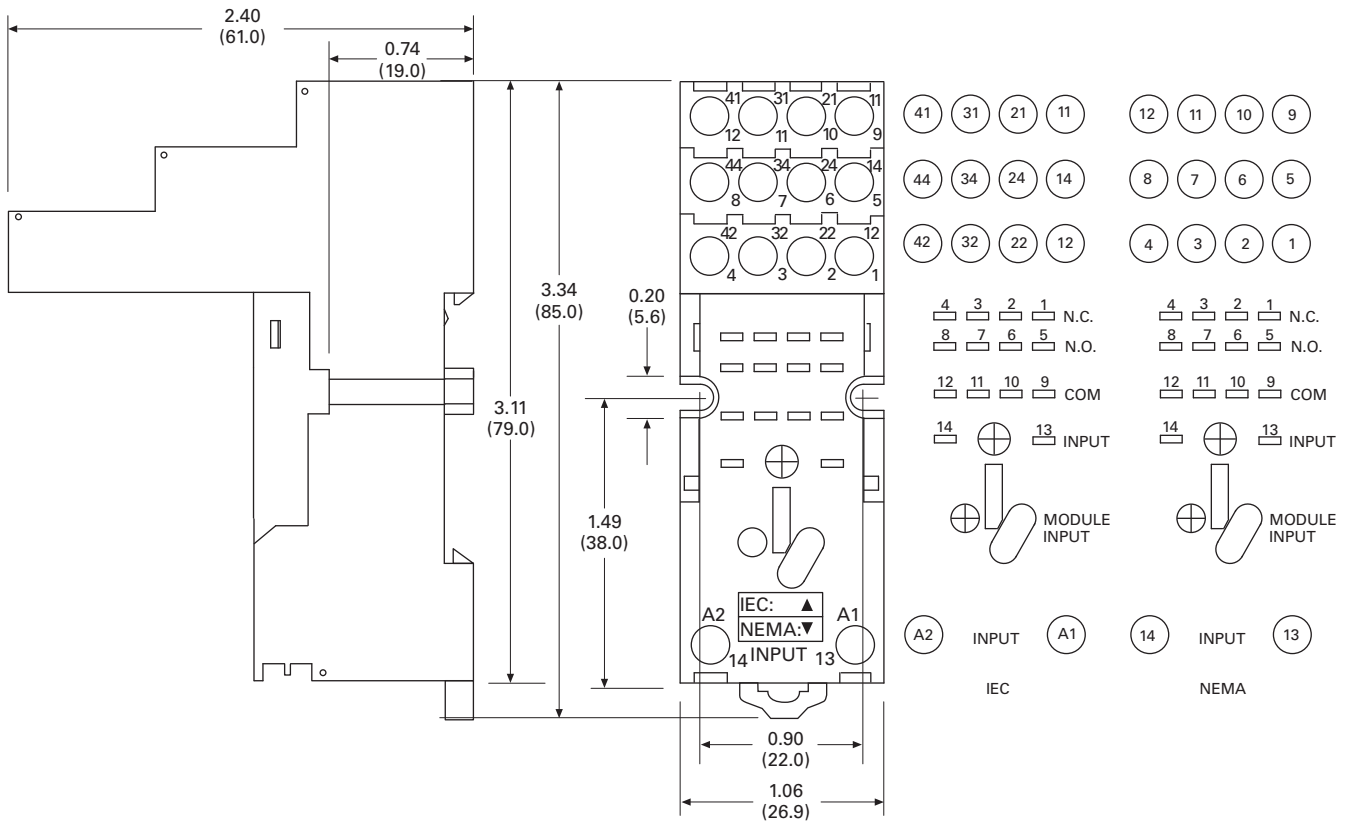 2.40
(61.0)
0.74
(19.0)
3.34
(85.0)
3.11
(79.0)
0.20
(5.6)
1.49
(38.0)
0.90
(22.0)
1.06
(26.9)
41 31 21 11
12 11 10 9
44 34 24 14
8 7 6 5
42 32 22 12
4 3 2 1
A2 IEC: ▲ A1
NEMA:▼
14 INPUT 13
41 31 21 11
44 34 24 14
42 32 22 12
4 3 2 1 N.C.
8 7 6 5 N.O.
12 11 10 9 COM
14 13 INPUT
MODULE
INPUT
A2 INPUT A1
IEC
12 11 10 9
8 7 6 5
4 3 2 1
4 3 2 1 N.C.
8 7 6 5 N.O.
12 11 10 9 COM
14 13 INPUT
MODULE
INPUT
14 INPUT 13
NEMA